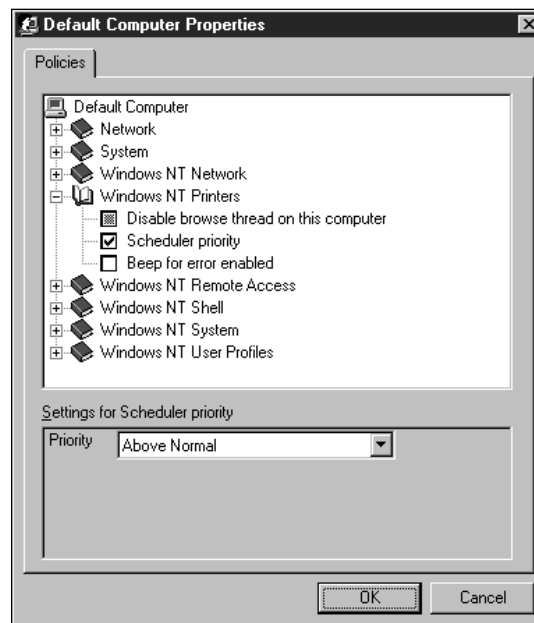 Default Computer Properties
Policies
Default Computer
Network
System
Windows NT Network
Windows NT Printers
Disable browse thread on this computer
Scheduler priority
Beep for error enabled
Windows NT Remote Access
Windows NT Shell
Windows NT System
Windows NT User Profiles
Settings for Scheduler priority
Priority Above Normal
OK Cancel